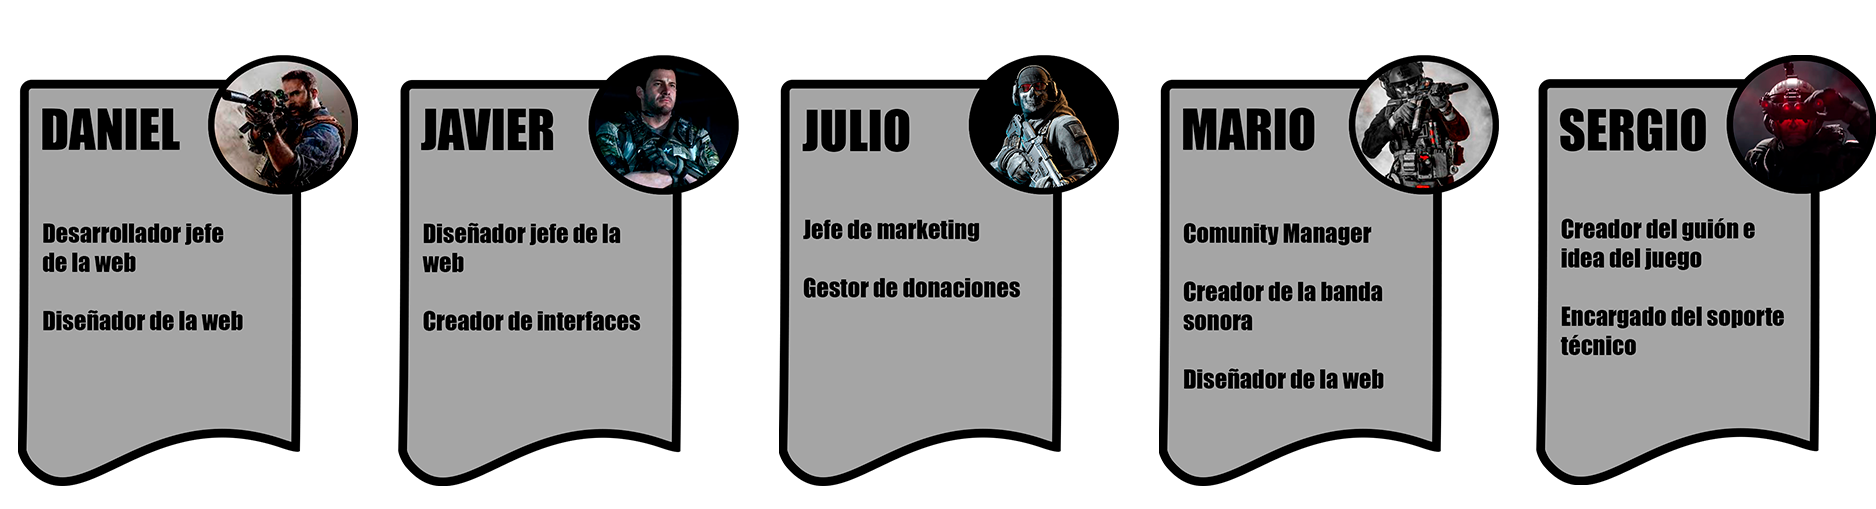 DANIEL
Desarrollador jefe
de la web
Diseñador de la web
JAVIER
Diseñador jefe de la
web
Creador de interfaces
JULIO
Jefe de marketing
Gestor de donaciones
MARIO
Comunity Manager
Creador de la banda
sonora
Diseñador de la web
SERGIO
Creador del guión e
idea del juego
Encargado del soporte
técnico